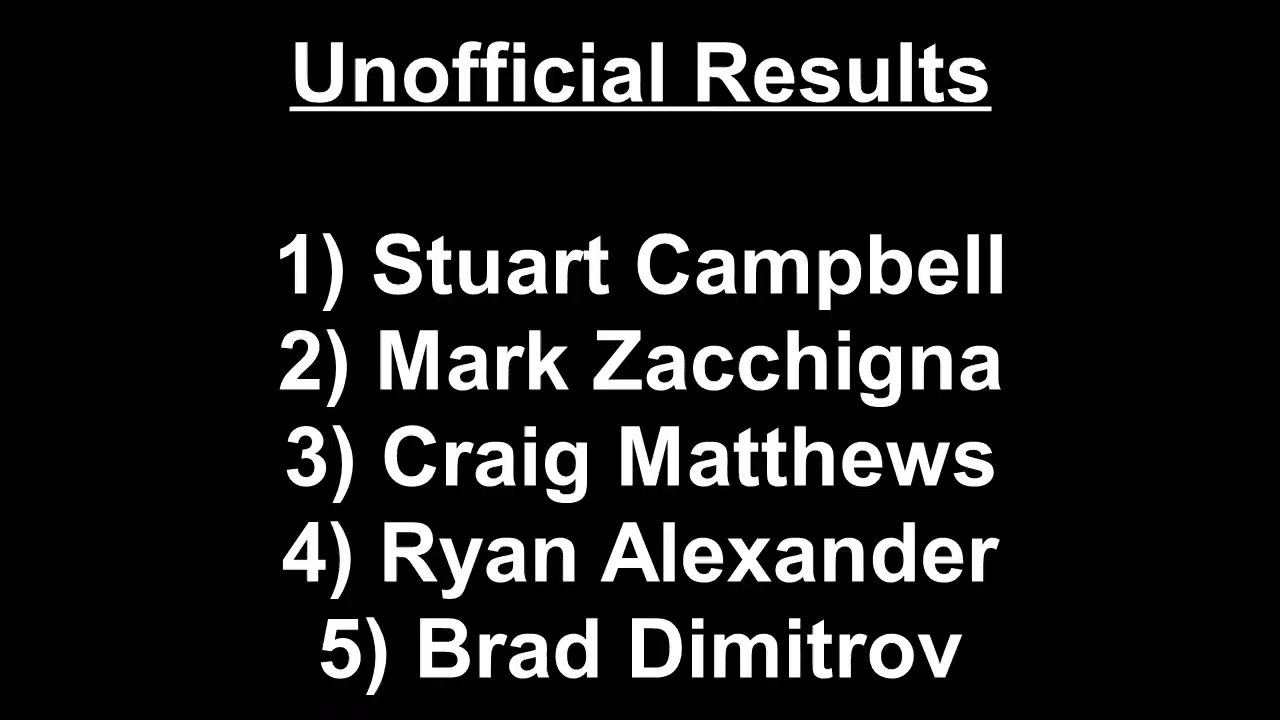 Unofficial Results
1) Stuart Campbell
2) Mark Zacchigna
3) Craig Matthews
4) Ryan Alexander
5) Brad Dimitrov